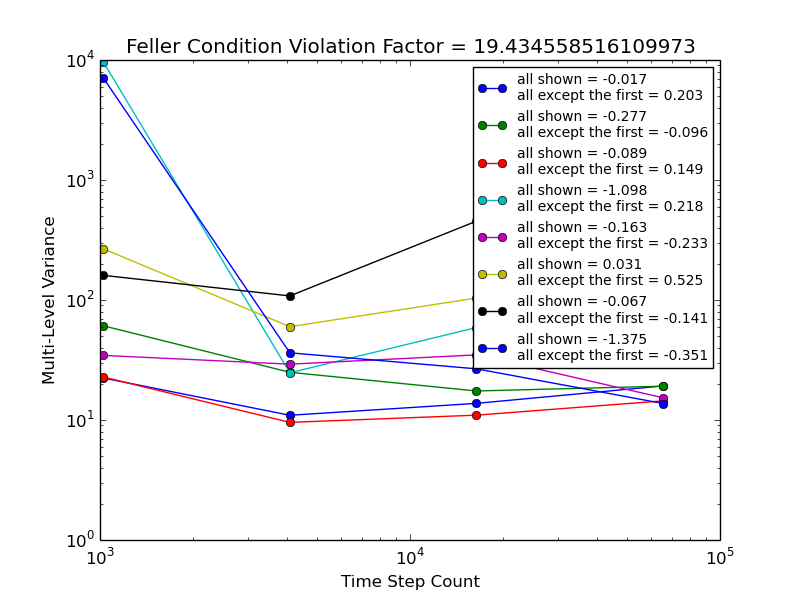 Feller Condition Violation Factor = 19.434558516109973
10^4
10^3
10^2
10^1
10^0
Multi-Level Variance
all shown = -0.017
all except the first = 0.203
all shown = -0.277
all except the first = -0.096
all shown = -0.089
all except the first = 0.149
all shown = -1.098
all except the first = 0.218
all shown = -0.163
all except the first = -0.233
all shown = 0.031
all except the first = 0.525
all shown = -0.067
all except the first = -0.141
all shown = -1.375
all except the first = -0.351
10^3 10^4 10^5
Time Step Count